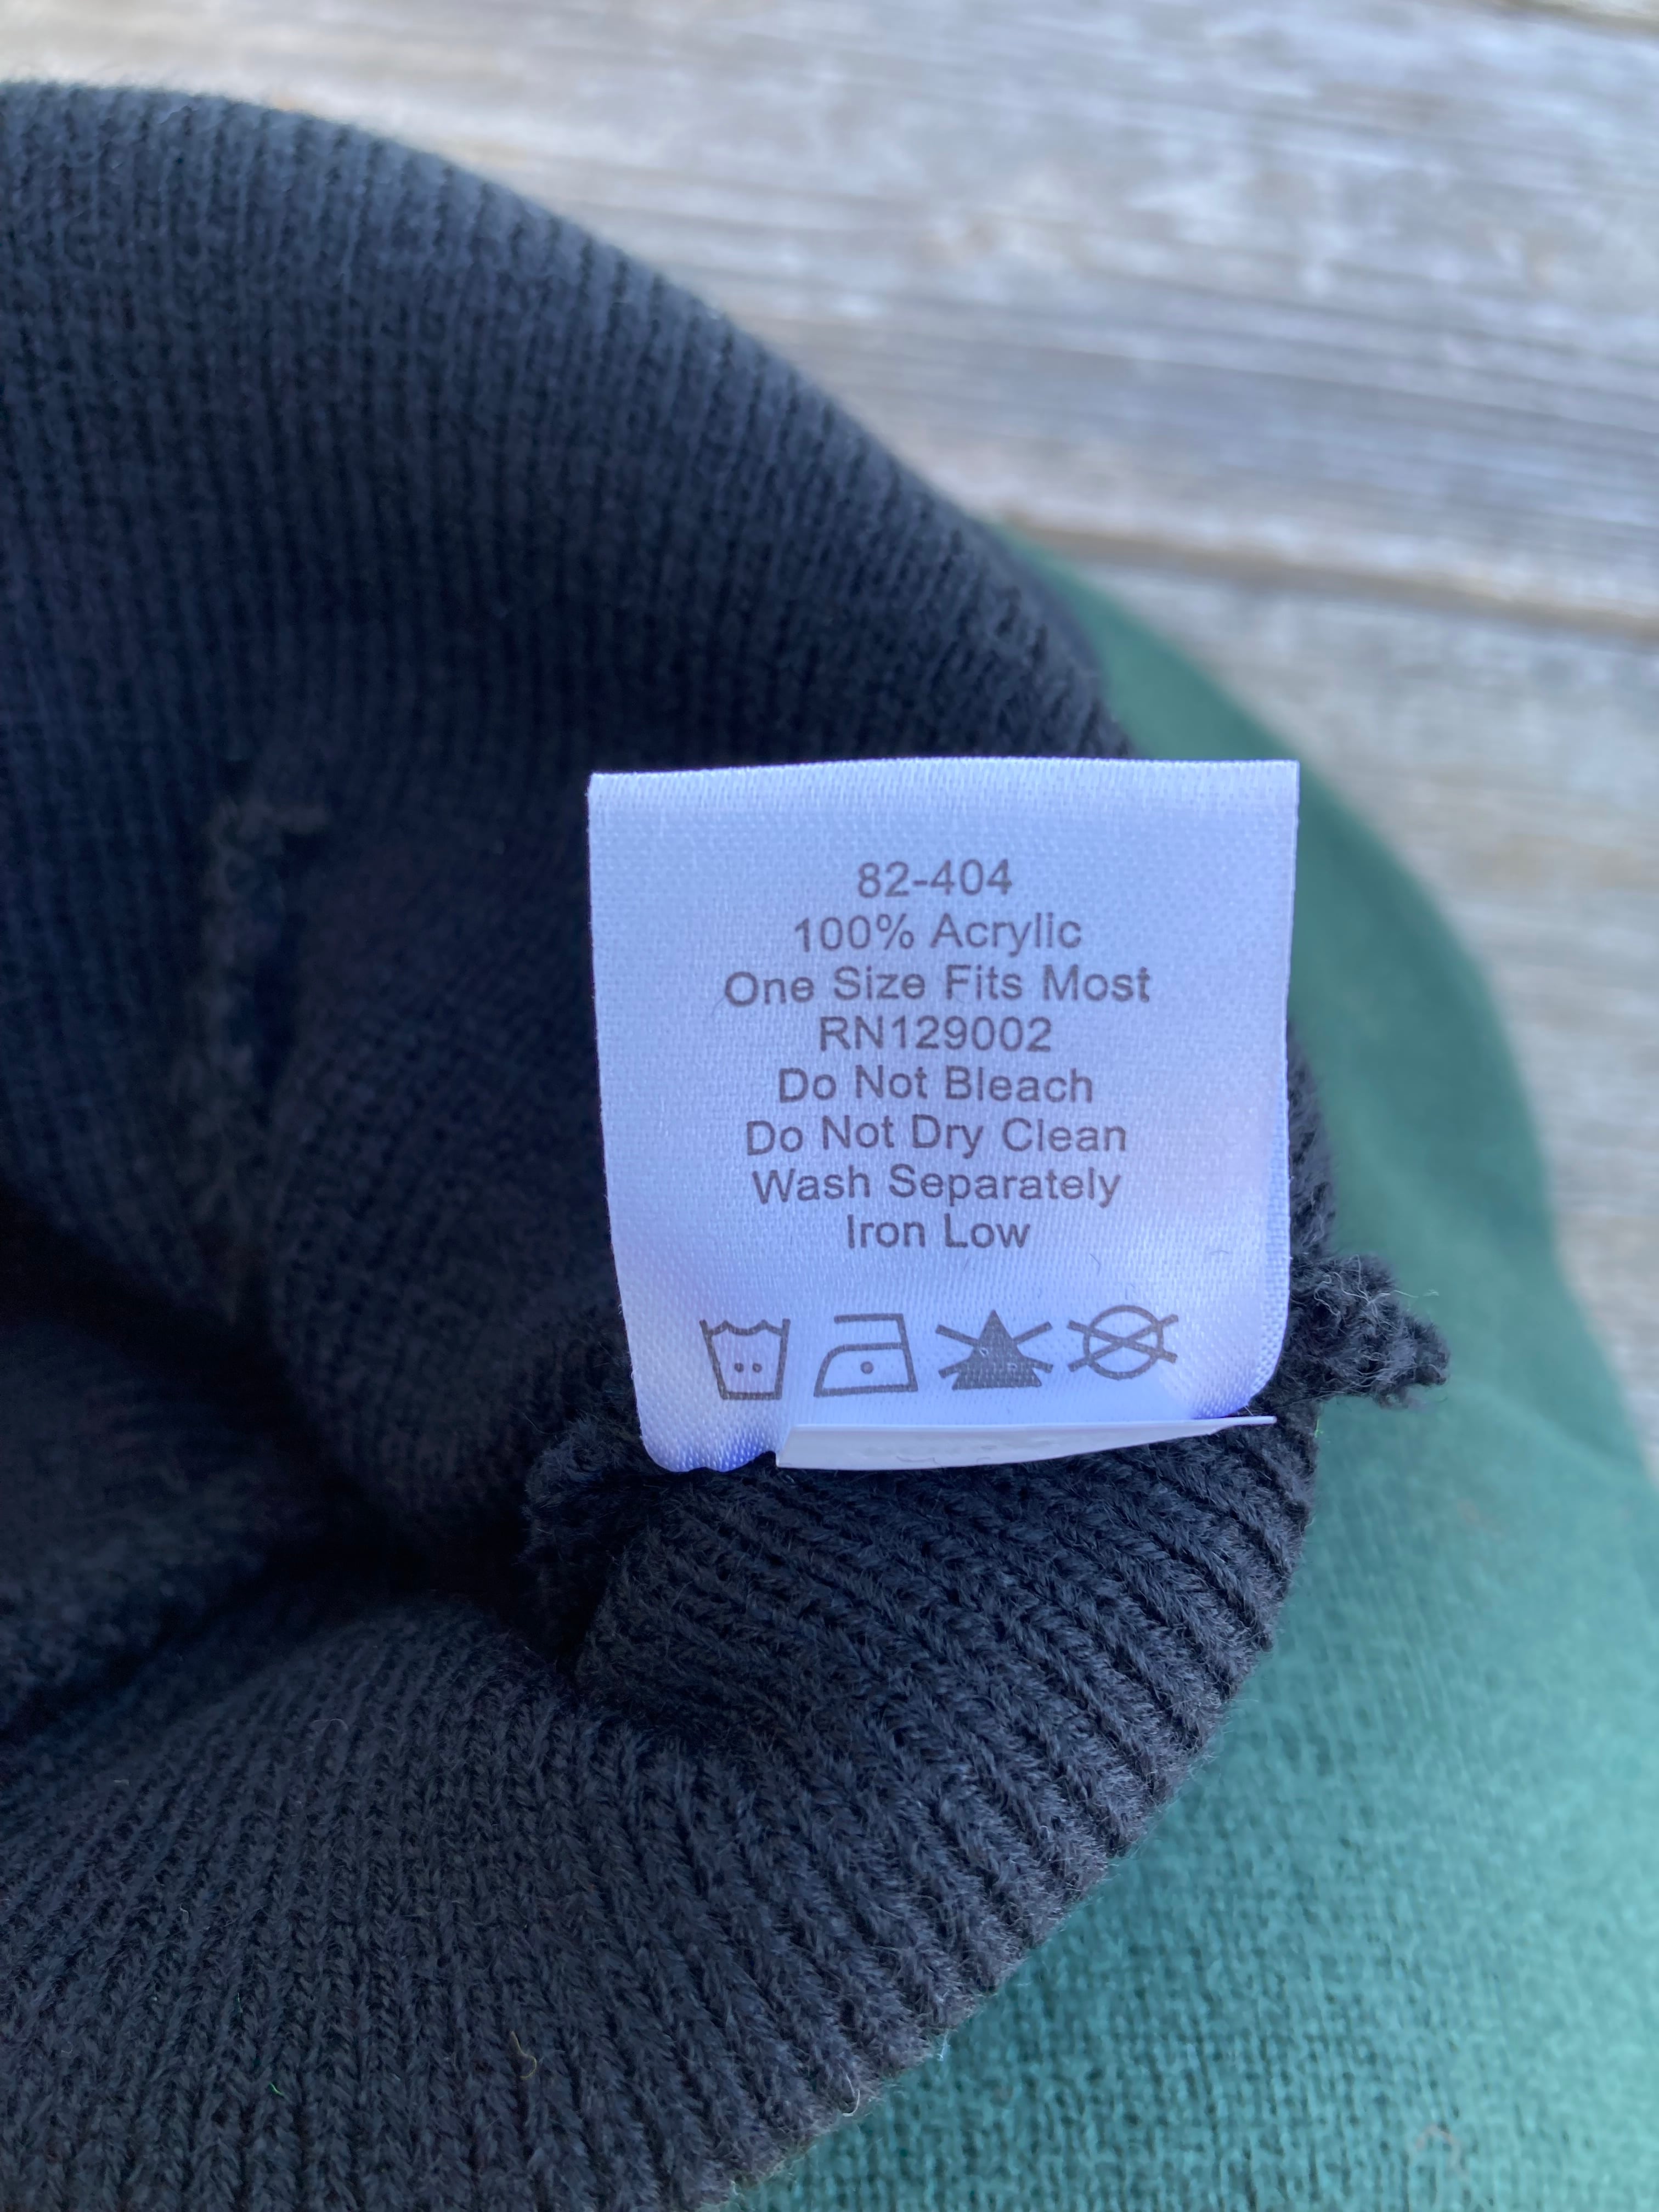 82-404
100% Acrylic
One Size Fits Most
RN129002
Do Not Bleach
Do Not Dry Clean
Wash Separately
Iron Low